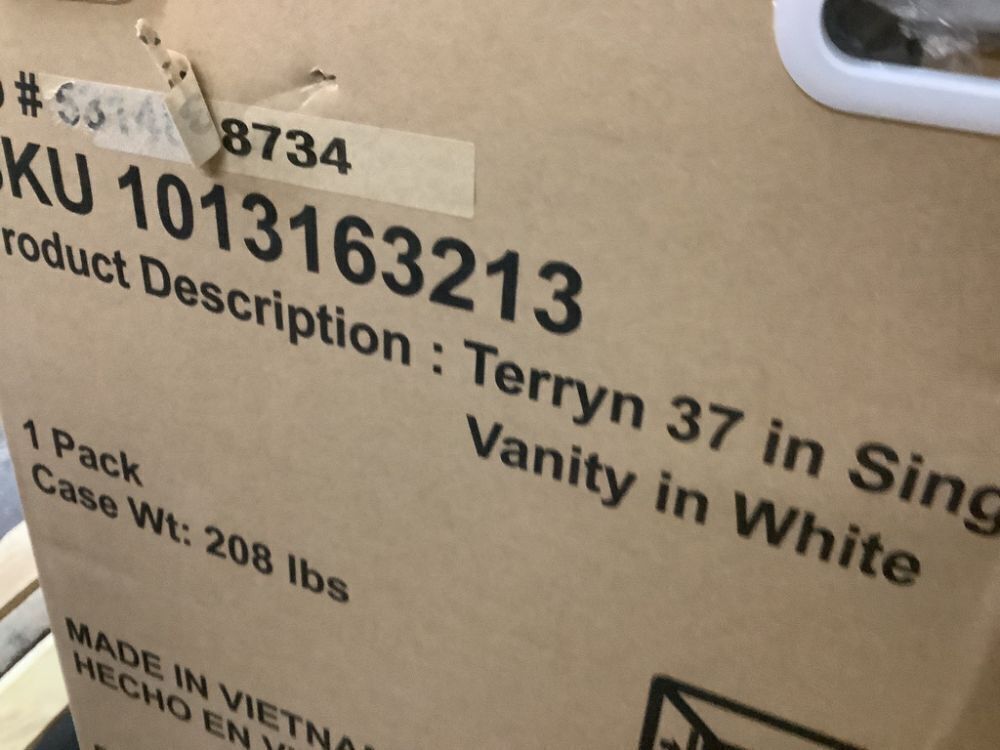 # 8734
SKU 1013163213
roduct Description : Terryn 37 in Sing
Vanity in White
1 Pack
Case Wt: 208 lbs
MADE IN VIETNA
HECHO EN VI